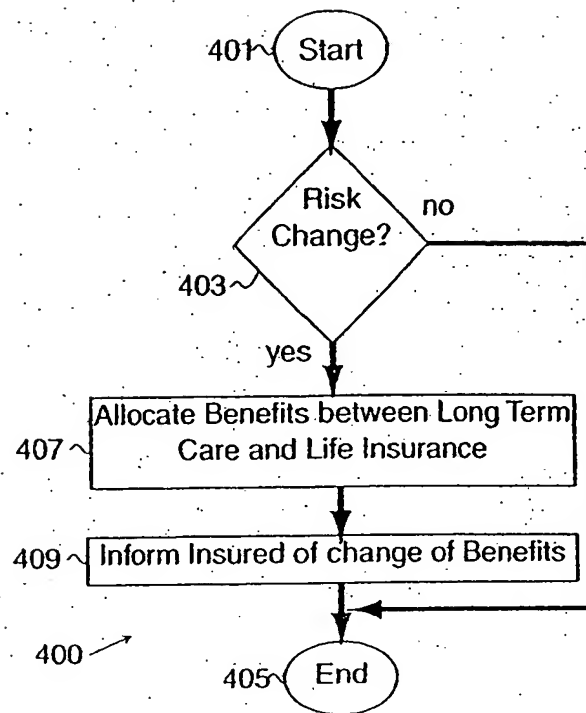 401 Start
Risk
Change?
no
403
yes
Allocate Benefits between Long Term
Care and Life Insurance
407
409 Inform Insured of change of Benefits
400
405 End